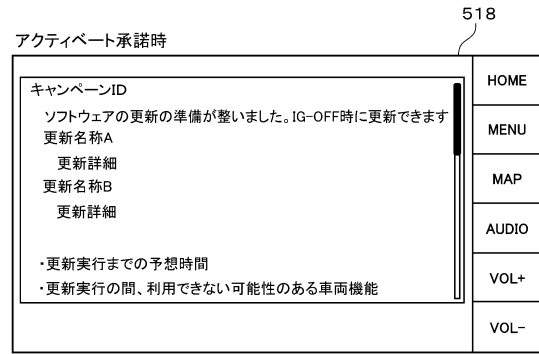 518
アクティベート承諾時
キャンペーンID
ソフトウェアの更新の準備が整いました。IG-OFF時に更新できます
更新名称A
更新詳細
更新名称B
更新詳細
・更新実行までの予想時間
・更新実行の間、利用できない可能性のある車両機能
HOME
MENU
MAP
AUDIO
VOL+
VOL-